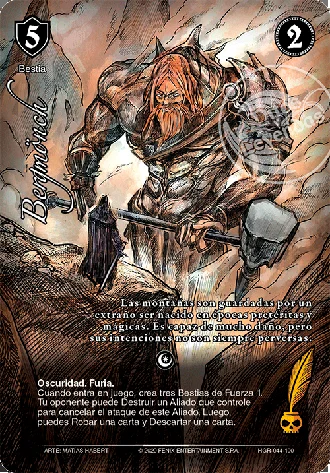 5
2
Bestia
Bergmönch
Las montañas son guardadas por un
extraño ser nacido en épocas pretéritas y
mágicas. Es capaz de mucho daño, pero
sus intenciones no son siempre perversas.
Oscuridad. Furia.
Cuando entra en juego, crea tres Bestias de Fuerza 1.
Tu oponente puede Destruir un Aliado que controle
para cancelar el ataque de este Aliado. Luego,
puedes Robar una carta y Descartar una carta.
ARTE: MATIAS HABERT
FENIX ENTERTAINMENT S.P.A.